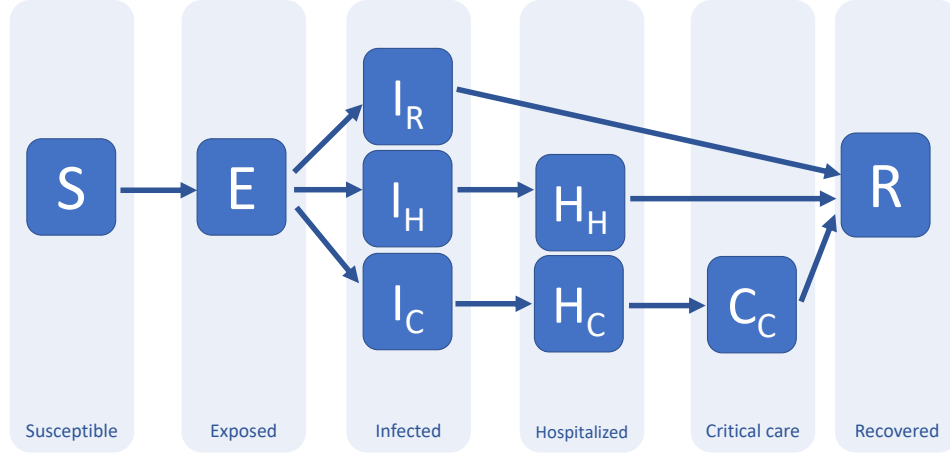 S
E
I_R
I_H
I_C
H_H
H_C
C_C
R
Susceptible
Exposed
Infected
Hospitalized
Critical care
Recovered